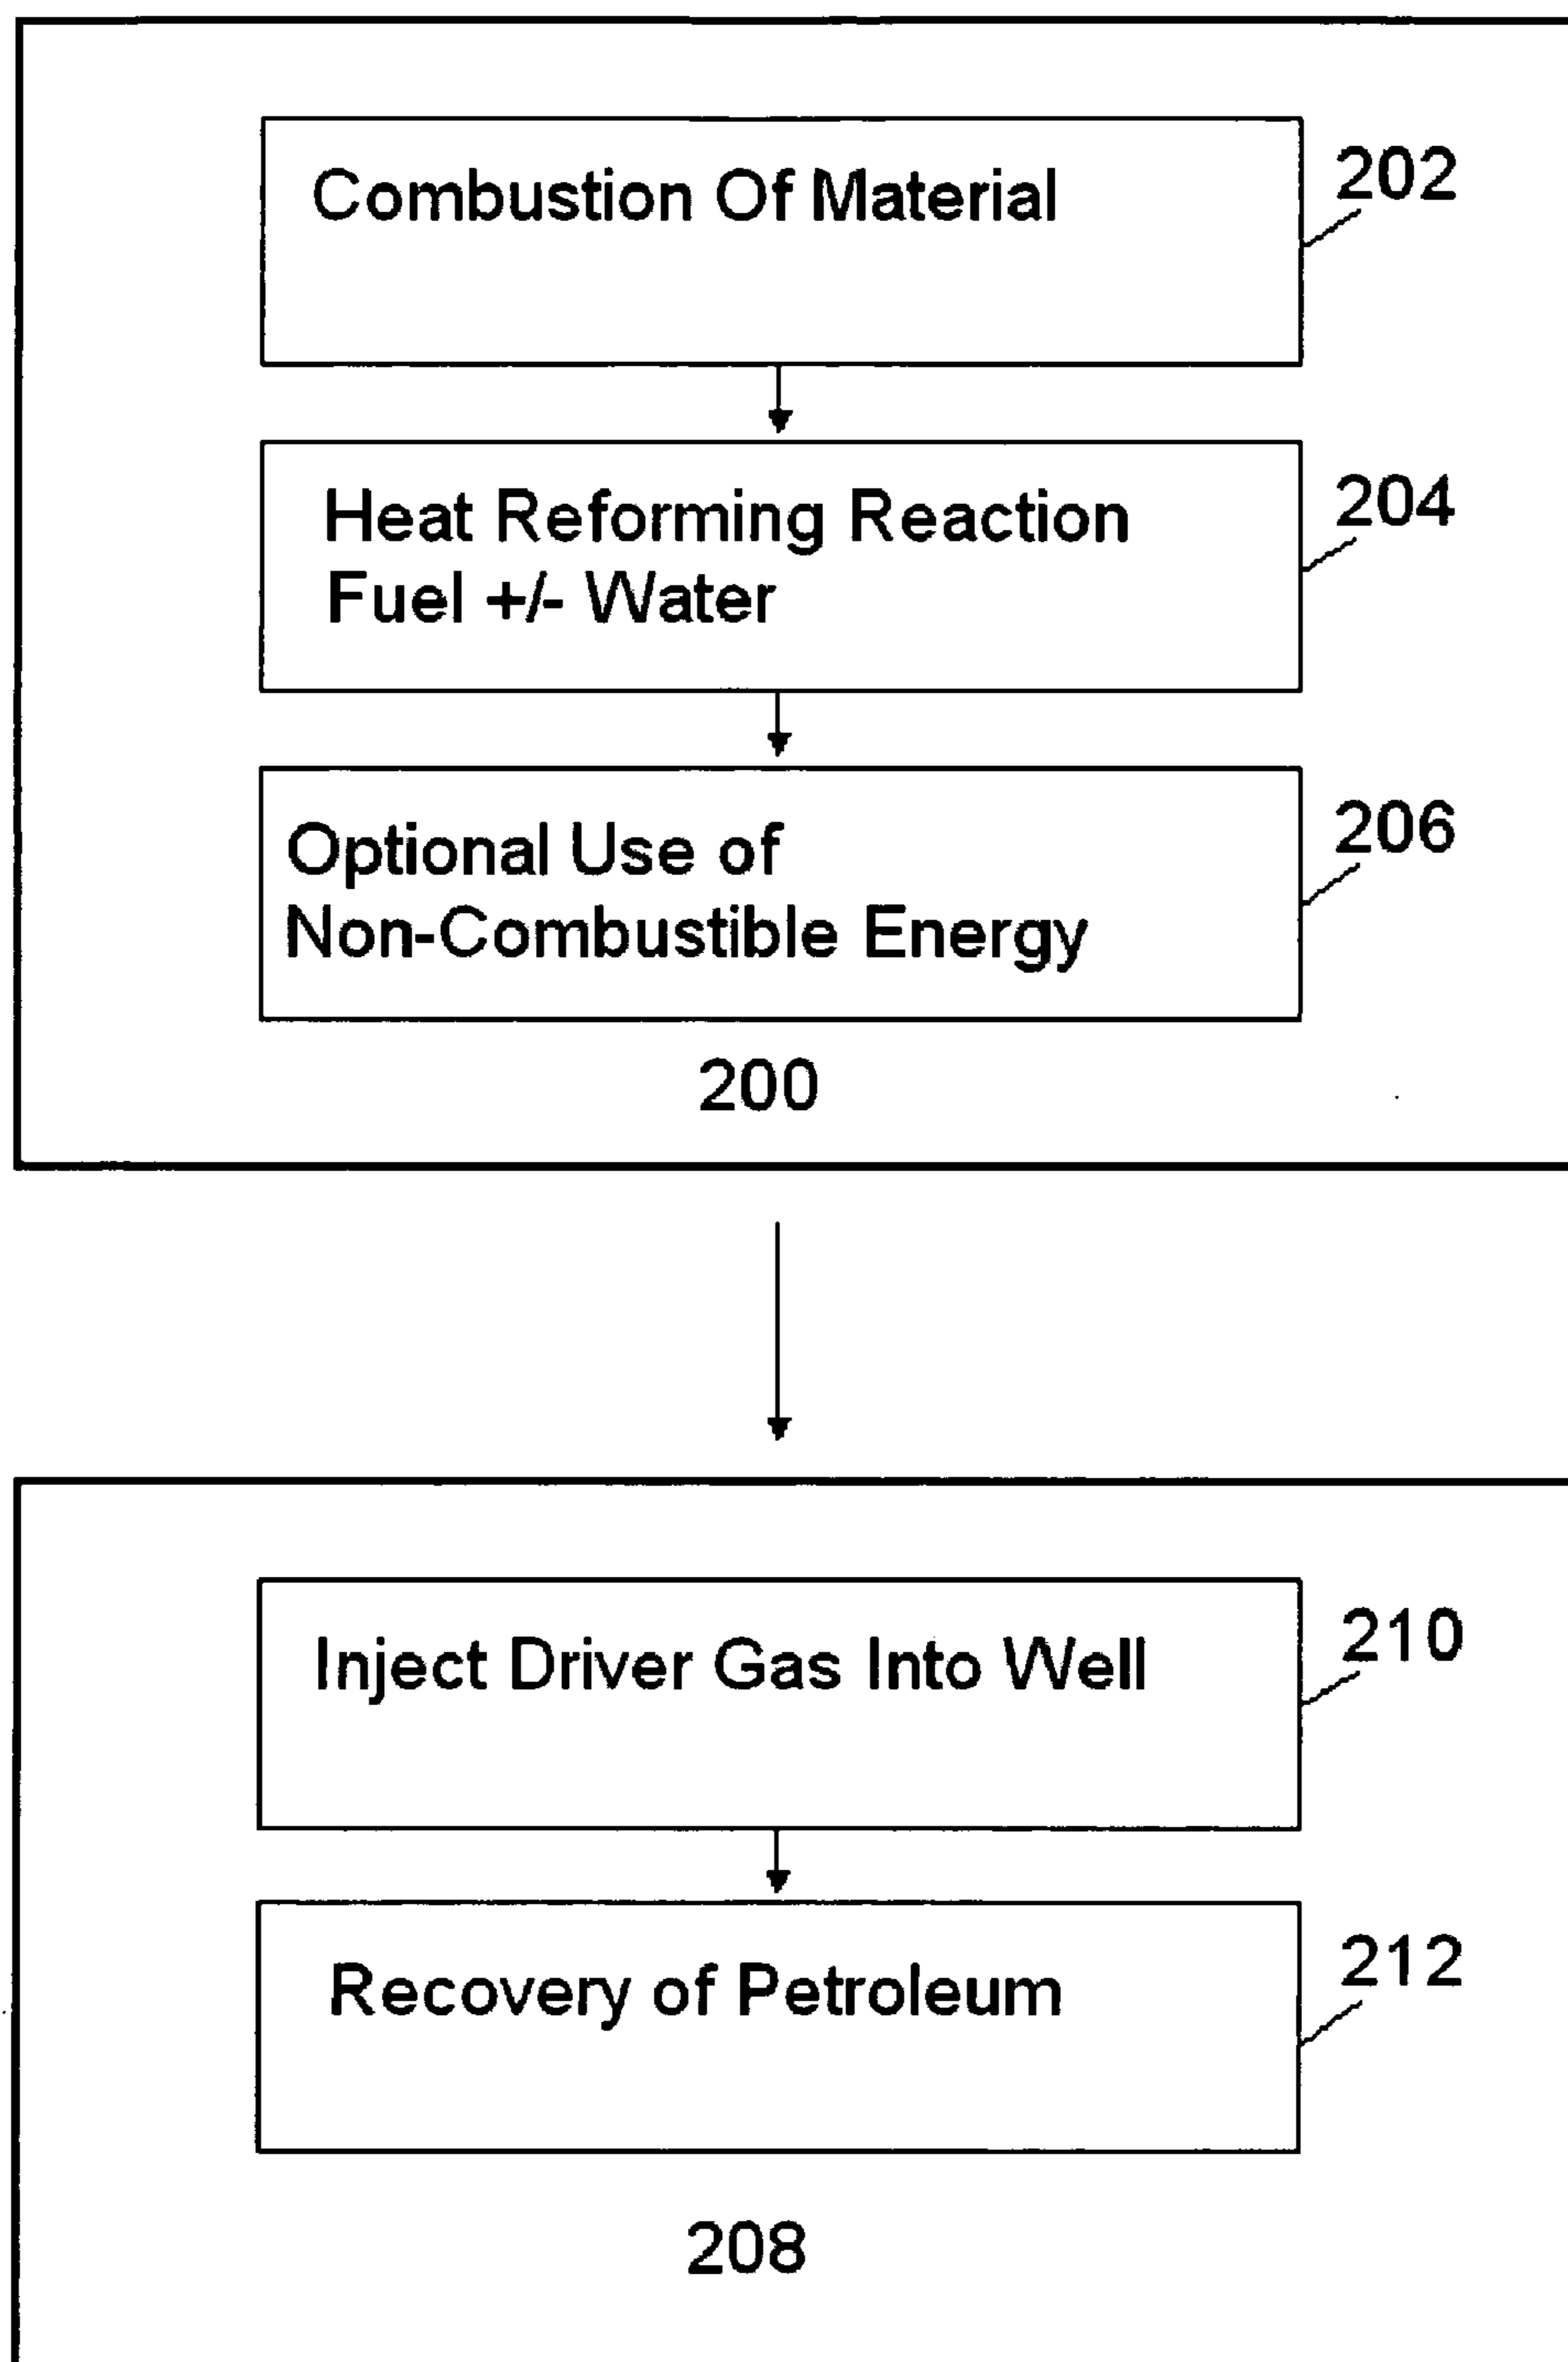 Combustion Of Material
202
Heat Reforming Reaction
Fuel +/- Water
204
Optional Use of
Non-Combustible Energy
206
200
Inject Driver Gas Into Well
210
Recovery of Petroleum
212
208